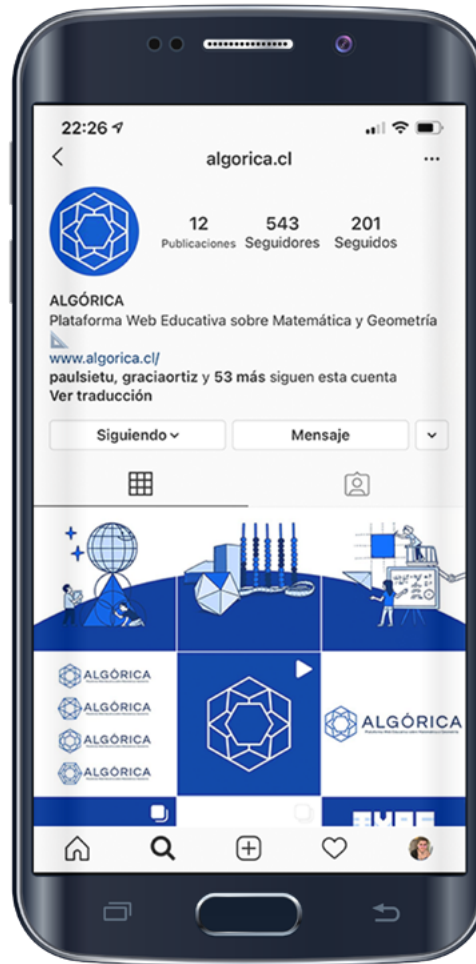 22:26
algorica.cl
12 543 201
Publicaciones Seguidores Seguidos
ALGÓRICA
Plataforma Web Educativa sobre Matemática y Geometría
www.algorica.cl/
paulsietu, graciaortiz y 53 más siguen esta cuenta
Ver traducción
Siguiendo Mensaje
ALGÓRICA
ALGÓRICA
ALGÓRICA
ALGÓRICA
ALGÓRICA